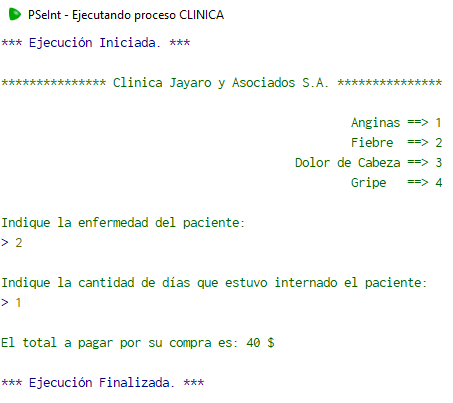 PSeInt - Ejecutando proceso CLINICA
*** Ejecución Iniciada. ***
*************** Clinica Jayaro y Asociados S.A. ***************
Anginas ==> 1
Fiebre  ==> 2
Dolor de Cabeza ==> 3
Gripe   ==> 4
Indique la enfermedad del paciente:
> 2
Indique la cantidad de días que estuvo internado el paciente:
> 1
El total a pagar por su compra es: 40 $
*** Ejecución Finalizada. ***